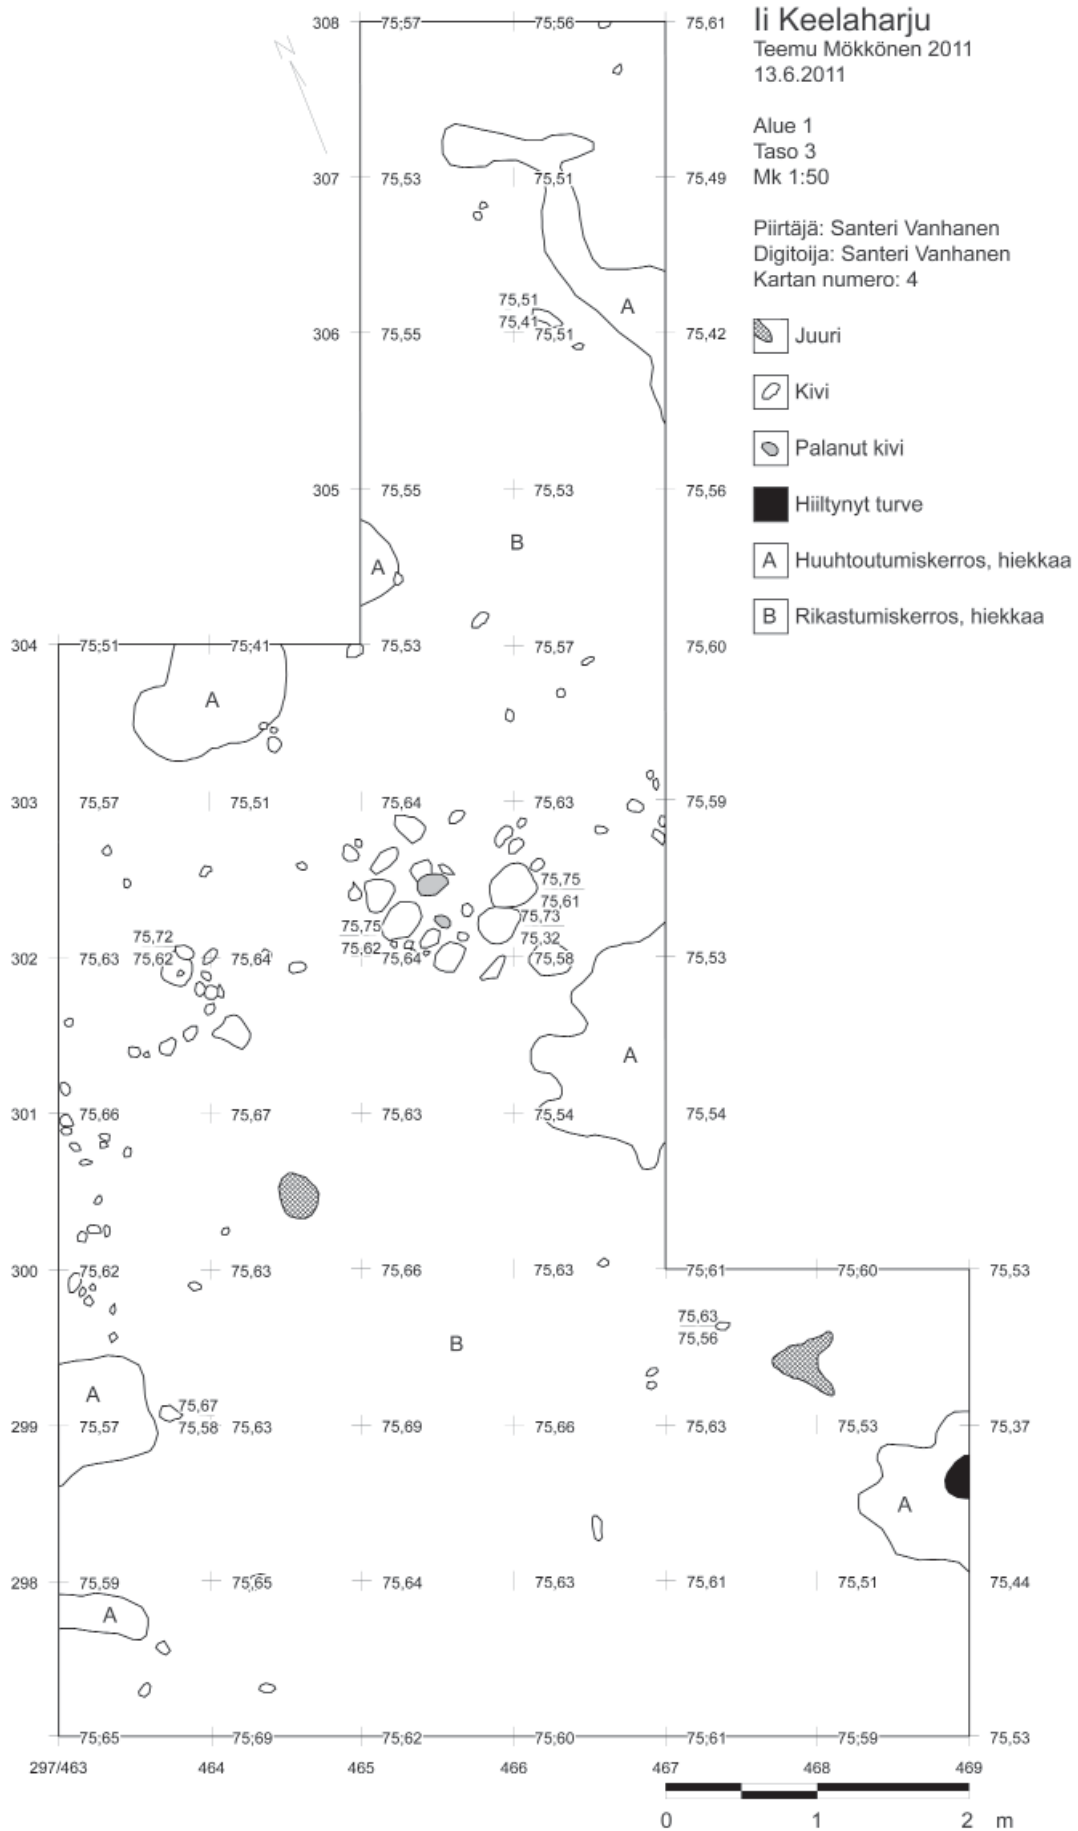 Ii Keelaharju
Teemu Mökkönen 2011
13.6.2011
Alue 1
Taso 3
Mk 1:50
Piirtäjä: Santeri Vanhanen
Digitoija: Santeri Vanhanen
Kartan numero: 4
Juuri
Kivi
Palanut kivi
Hiiltynyt turve
A Huuhtoutumiskerros, hiekkaa
B Rikastumiskerros, hiekkaa
N
308 75,57 75,56 75,61
307 75,53 75,51 75,49
A
75,51
75,41
306 75,55 75,51 75,42
305 75,55 75,53 75,56
B
A
304 75,51 75,41 75,53 75,57 75,60
A
303 75,57 75,51 75,64 75,63 75,59
75,75
75,61
75,73
75,32
75,75
75,62
75,72
75,62
302 75,63 75,64 75,64 75,58 75,53
A
301 75,66 75,67 75,63 75,54 75,54
300 75,62 75,63 75,66 75,63 75,61 75,60 75,53
75,63
75,56
B
A
75,67
75,58
299 75,57 75,63 75,69 75,66 75,63 75,53 75,37
A
298 75,59 75,65 75,64 75,63 75,61 75,51 75,44
A
75,65 75,69 75,62 75,60 75,61 75,59 75,53
297/463 464 465 466 467 468 469
0 1 2 m